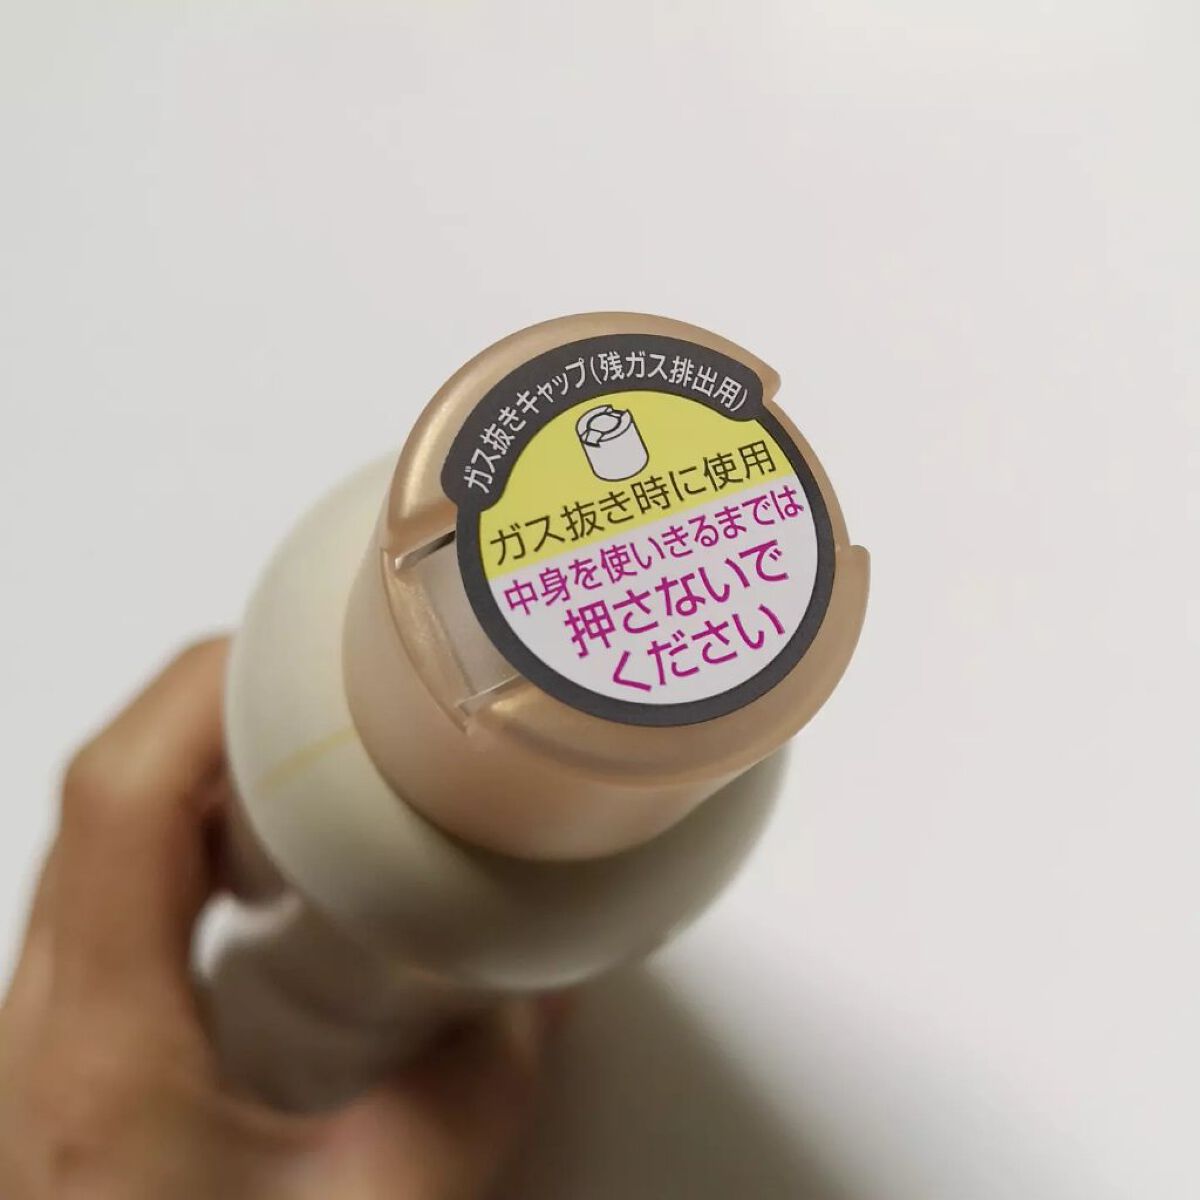 ガス抜きキャップ(残ガス排出用)
ガス抜き時に使用
中身を使いきるまでは
押さないで
ください